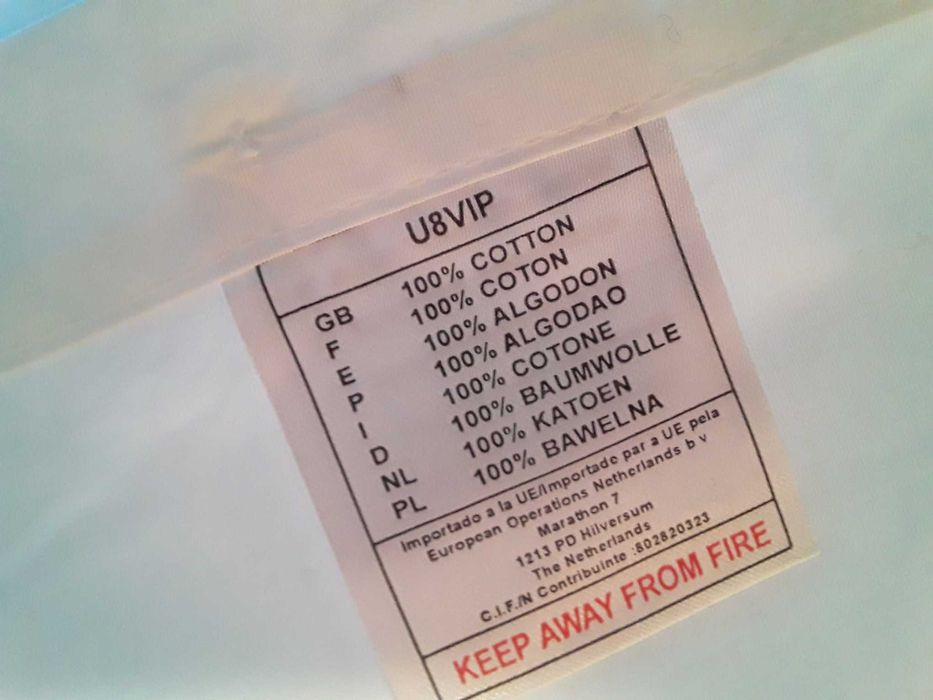 U8VIP
GB 100% COTTON
F 100% COTON
E 100% ALGODON
P 100% ALGODAO
I 100% COTONE
D 100% BAUMWOLLE
NL 100% KATOEN
PL 100% BAWELNA
Importado a la UE/Importado par a UE pela
European Operations Netherlands b v
Marathon 7
1213 PD Hilversum
The Netherlands
C.I.F./N Contribuinte :802820323
KEEP AWAY FROM FIRE